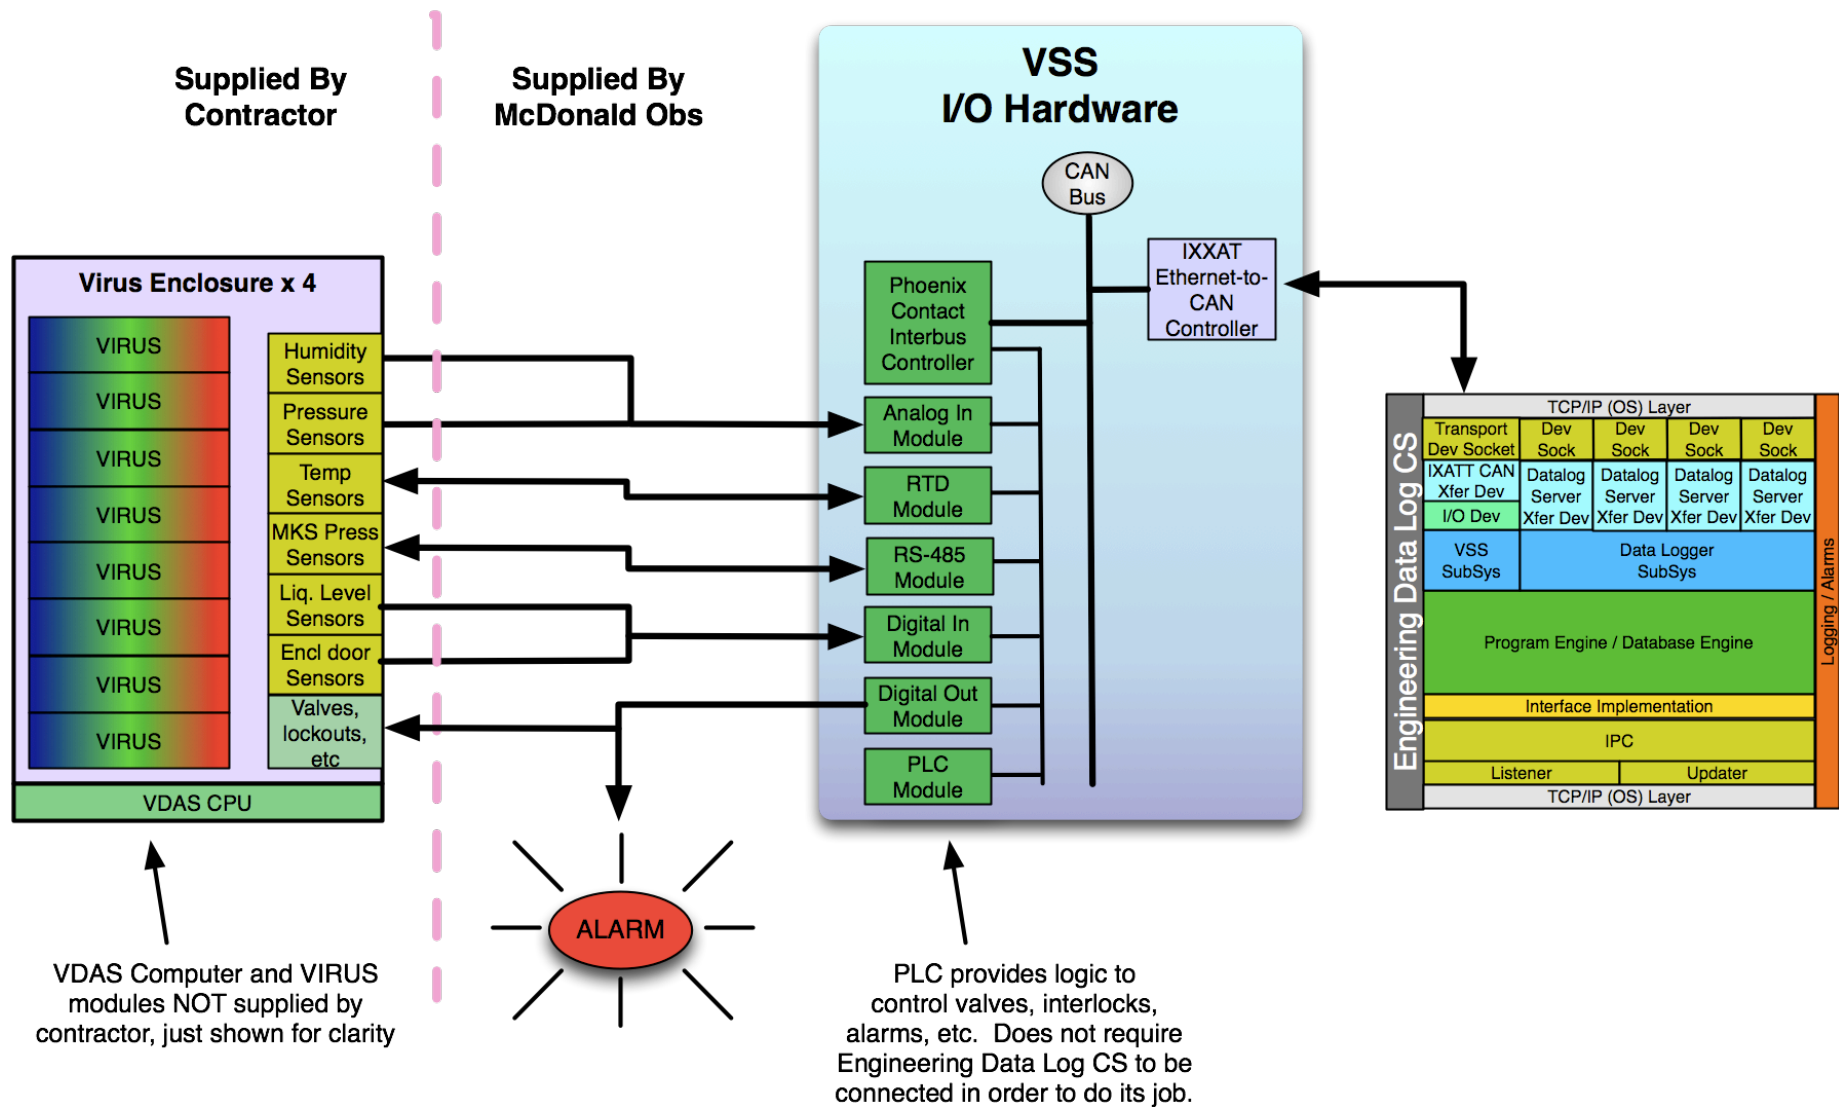 Supplied By
Contractor
Supplied By
McDonald Obs
VSS
I/O Hardware
CAN
Bus
IXXAT
Ethernet-to-
CAN
Controller
Phoenix
Contact
Interbus
Controller
Analog In
Module
RTD
Module
RS-485
Module
Digital In
Module
Digital Out
Module
PLC
Module
Virus Enclosure x 4
VIRUS
VIRUS
VIRUS
VIRUS
VIRUS
VIRUS
VIRUS
VIRUS
Humidity
Sensors
Pressure
Sensors
Temp
Sensors
MKS Press
Sensors
Liq. Level
Sensors
Encl door
Sensors
Valves,
lockouts,
etc
VDAS CPU
ALARM
VDAS Computer and VIRUS
modules NOT supplied by
contractor, just shown for clarity
PLC provides logic to
control valves, interlocks,
alarms, etc. Does not require
Engineering Data Log CS to be
connected in order to do its job.
Engineering Data Log CS
TCP/IP (OS) Layer
Transport
Dev Socket
Dev
Sock
Dev
Sock
Dev
Sock
Dev
Sock
IXATT CAN
Xfer Dev
I/O Dev
Datalog
Server
Xfer Dev
Datalog
Server
Xfer Dev
Datalog
Server
Xfer Dev
Datalog
Server
Xfer Dev
VSS
SubSys
Data Logger
SubSys
Program Engine / Database Engine
Interface Implementation
IPC
Listener
Updater
TCP/IP (OS) Layer
Logging / Alarms